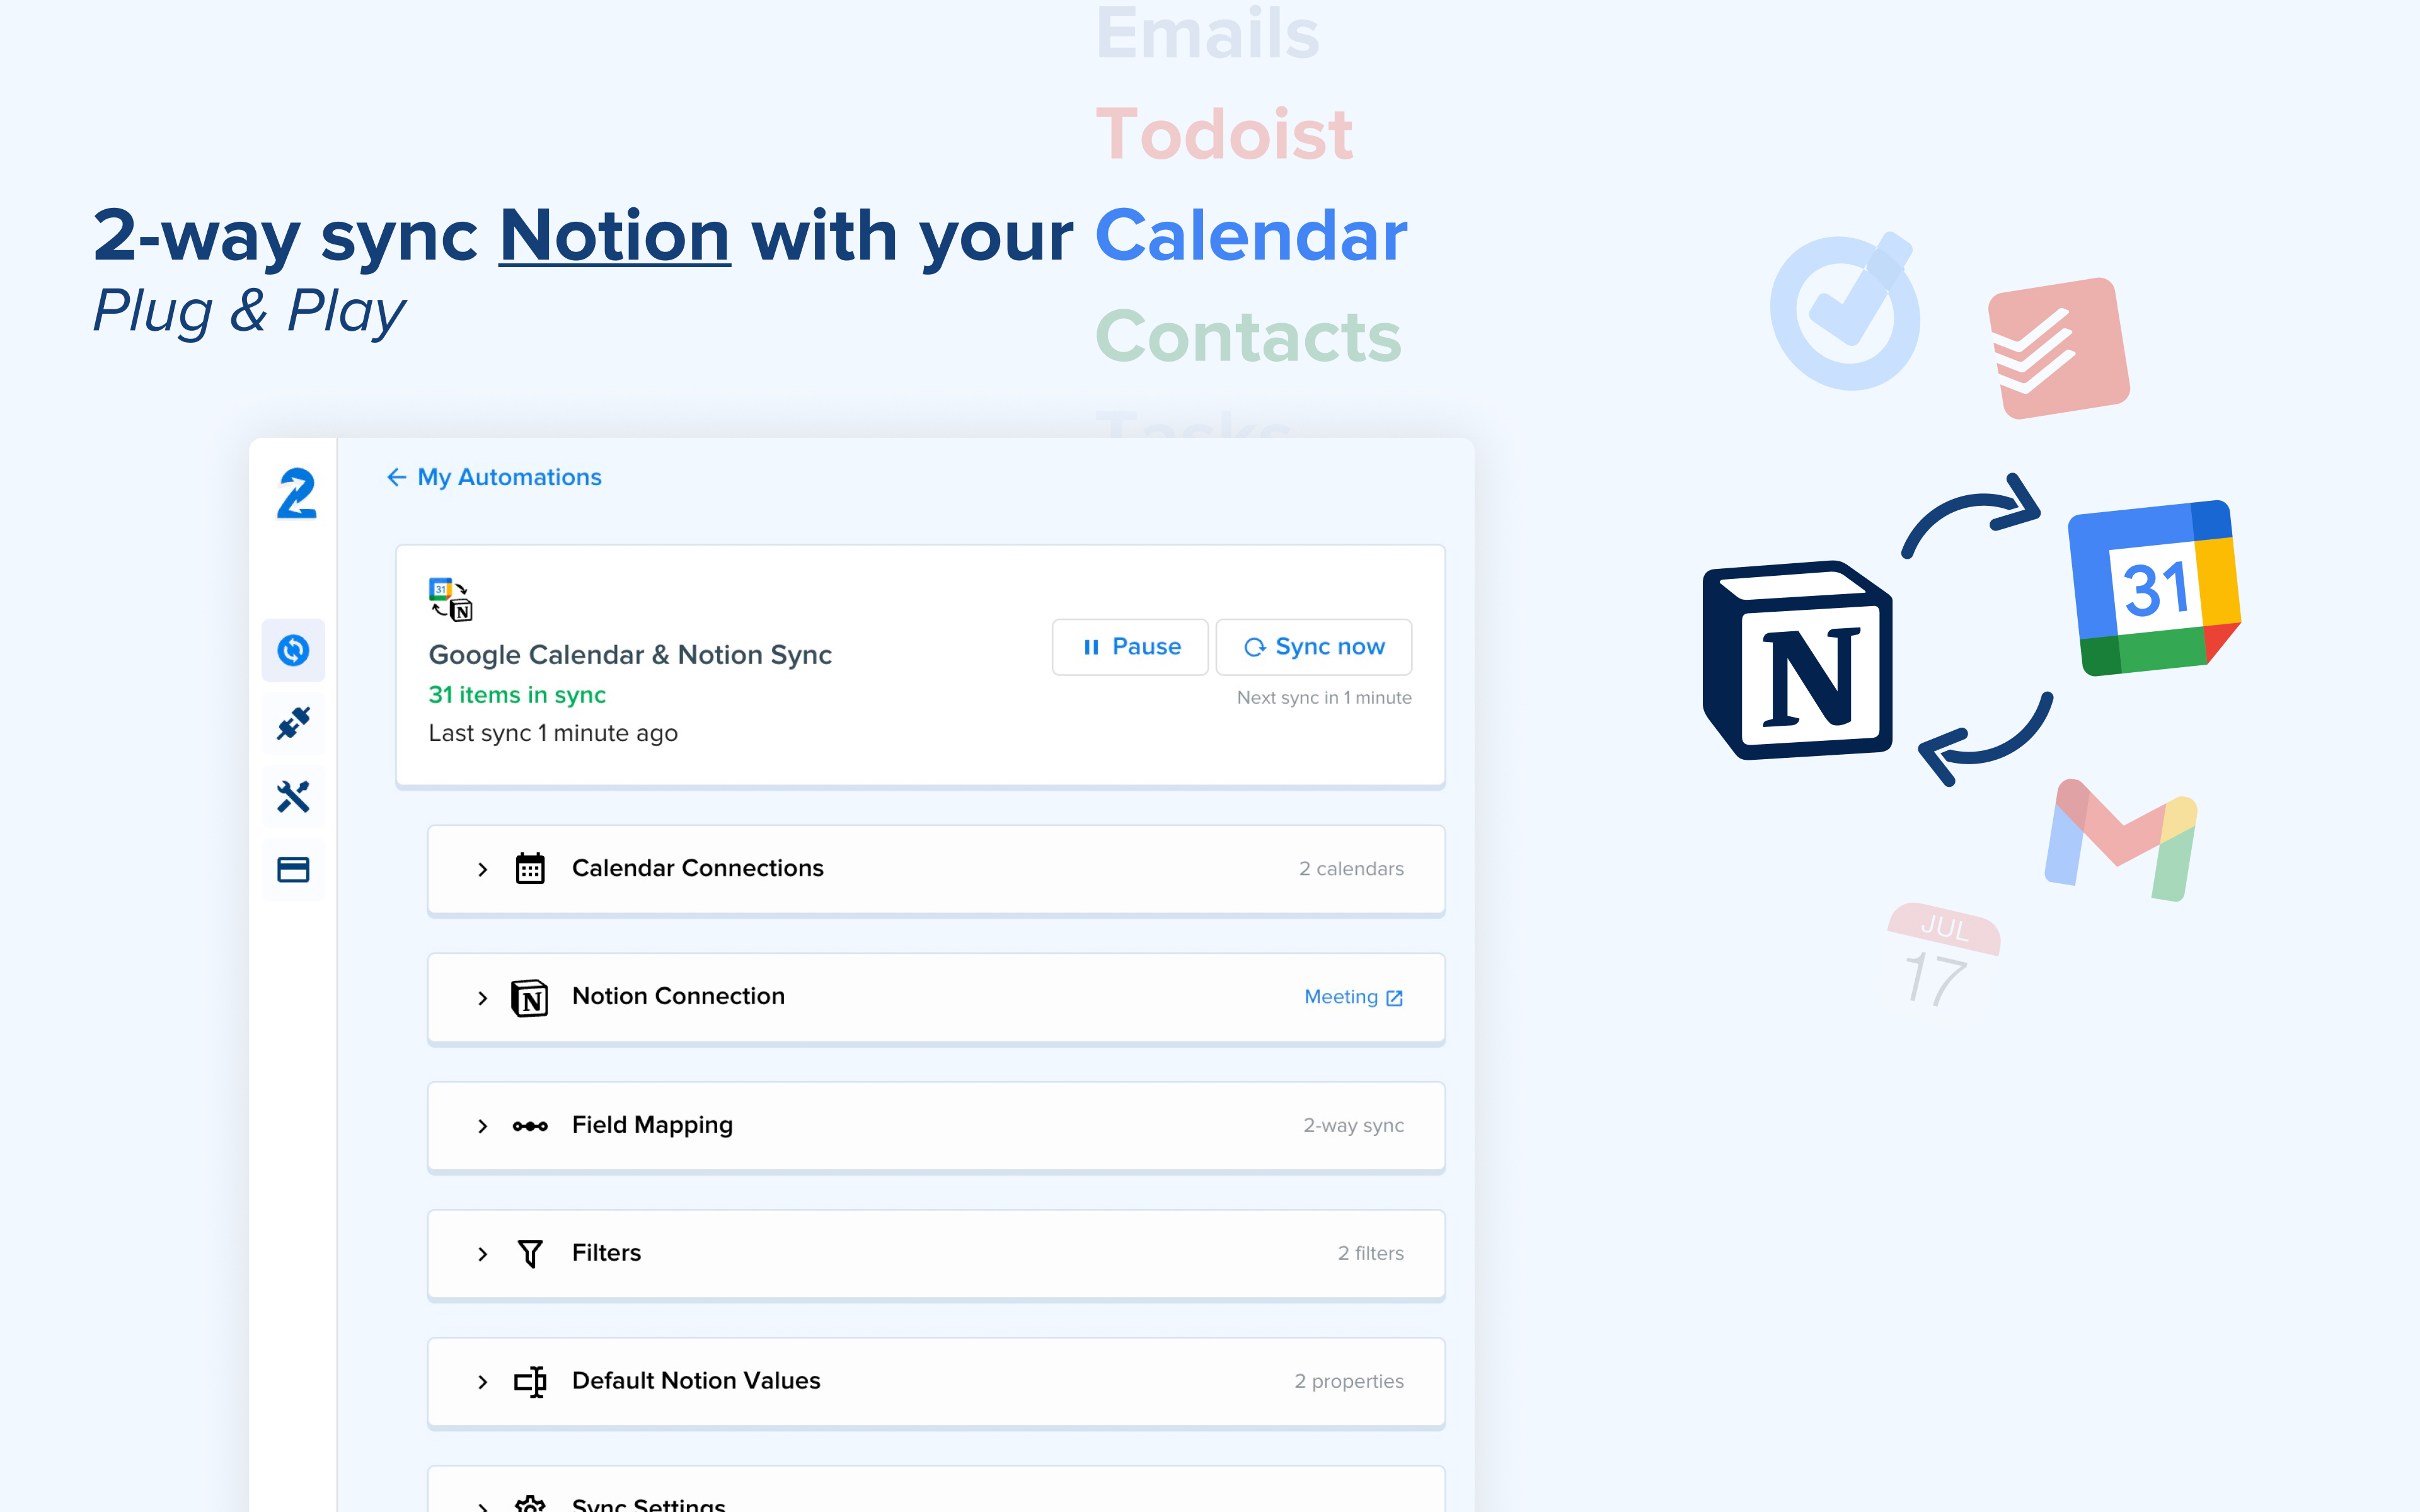 Emails
Todoist
2-way sync Notion with your Calendar
Plug & Play
Contacts
Tasks
My Automations
31
N
Google Calendar & Notion Sync
31 items in sync
Last sync 1 minute ago
Pause
Sync now
Next sync in 1 minute
Calendar Connections
2 calendars
N
Notion Connection
Meeting
Field Mapping
2-way sync
Filters
2 filters
Default Notion Values
2 properties
Sync Settings
N
31
JUL
17